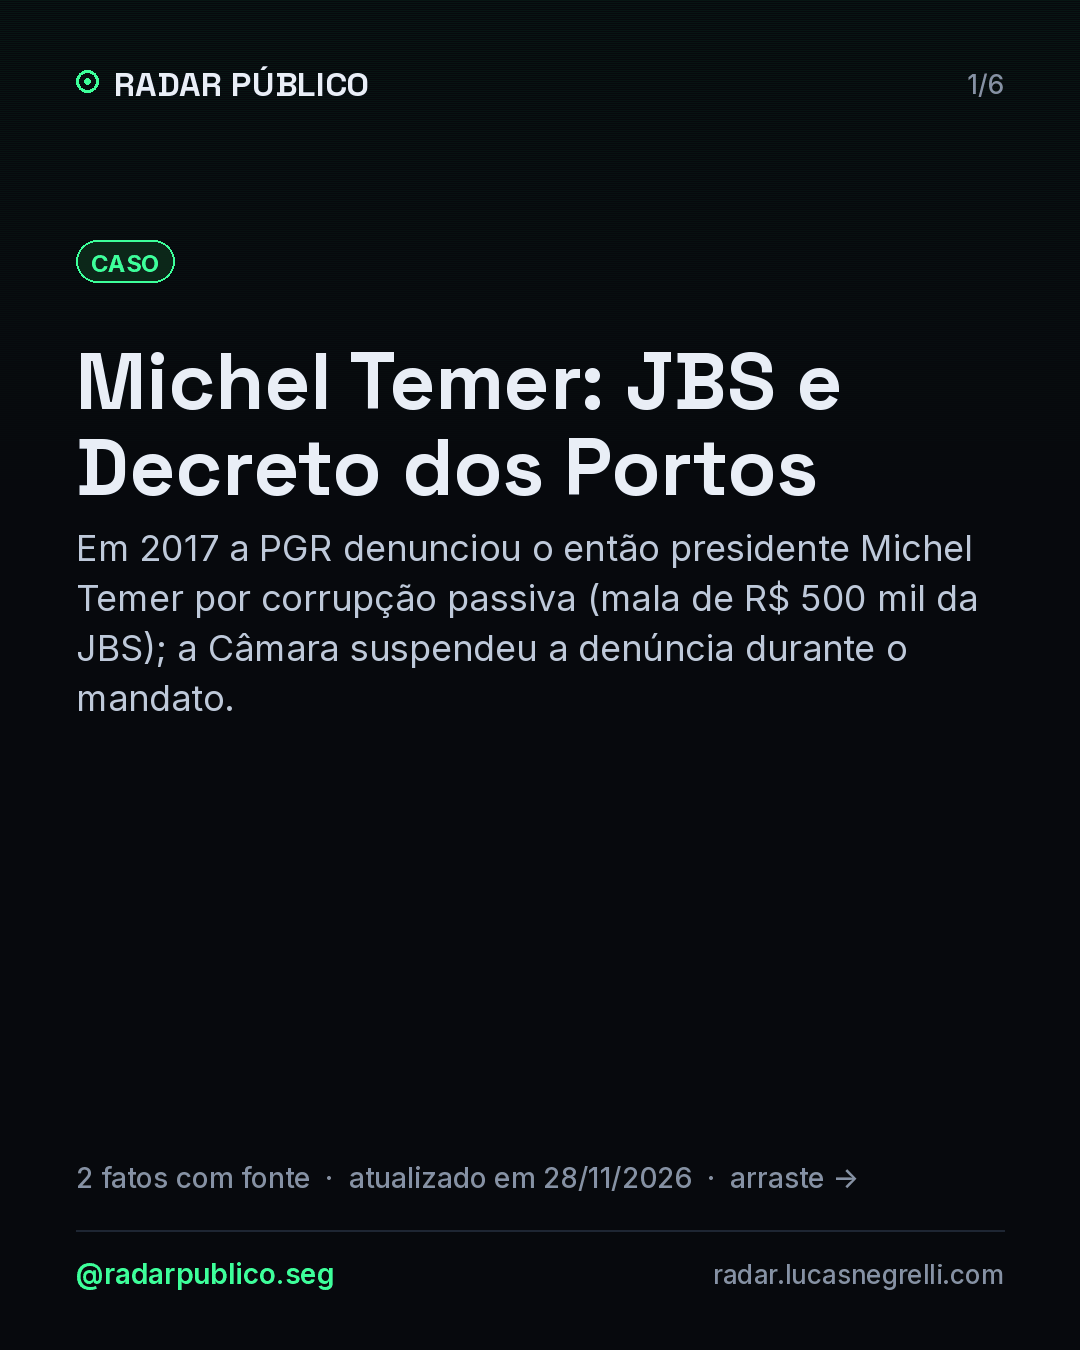 RADAR PÚBLICO
1/6
CASO
Michel Temer: JBS e
Decreto dos Portos
Em 2017 a PGR denunciou o então presidente Michel
Temer por corrupção passiva (mala de R$ 500 mil da
JBS); a Câmara suspendeu a denúncia durante o
mandato.
2 fatos com fonte · atualizado em 28/11/2026 · arraste →
@radarpublico.seg
radar.lucasnegrelli.com